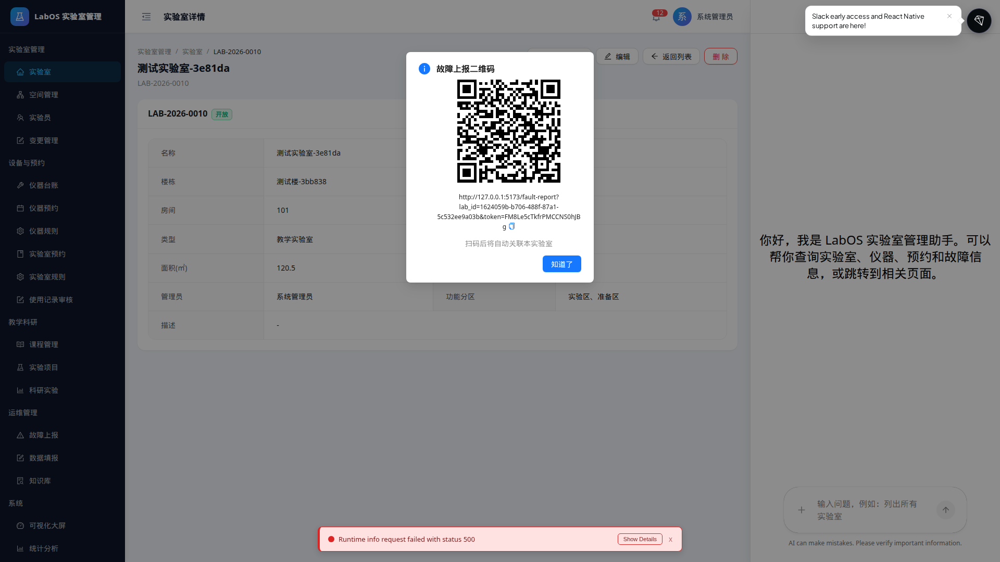 LabOS 实验室管理
实验室管理
实验室
空间管理
实验员
变更管理
设备与预约
仪器台账
仪器预约
仪器规则
实验室预约
实验室规则
使用记录审核
教学科研
课程管理
实验项目
科研实验
运维管理
故障上报
数据填报
知识库
系统
可视化大屏
统计分析
实验室详情
12
系
系统管理员
实验室管理 / 实验室 / LAB-2026-0010
测试实验室-3e81da
LAB-2026-0010
编辑
返回列表
删 除
LAB-2026-0010 开放
名称 测试实验室-3e81da
楼栋 测试楼-3bb838
房间 101
类型 教学实验室
面积(㎡) 120.5
管理员 系统管理员 功能分区 实验区、准备区
描述 -
故障上报二维码
http://127.0.0.1:5173/fault-report?
lab_id=1624059b-b706-488f-87a1-
5c532ee9a03b&token=FM8Le5cTkfrPMCCNS0hJB
g
扫码后将自动关联本实验室
知道了
Slack early access and React Native
support are here!
你好，我是 LabOS 实验室管理助手。可以
帮你查询实验室、仪器、预约和故障信
息，或跳转到相关页面。
输入问题，例如：列出所有
实验室
AI can make mistakes. Please verify important information.
Runtime info request failed with status 500
Show Details
X